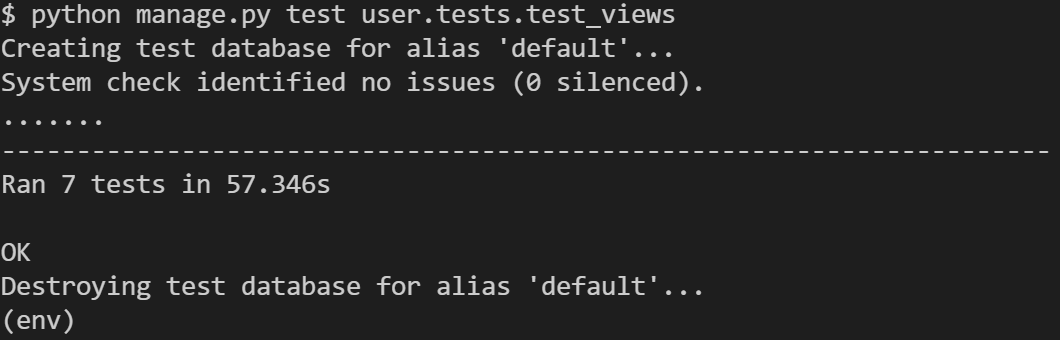 $ python manage.py test user.tests.test_views
Creating test database for alias 'default'...
System check identified no issues (0 silenced).
.......
----------------------------------------------------------------------
Ran 7 tests in 57.346s

OK
Destroying test database for alias 'default'...
(env)